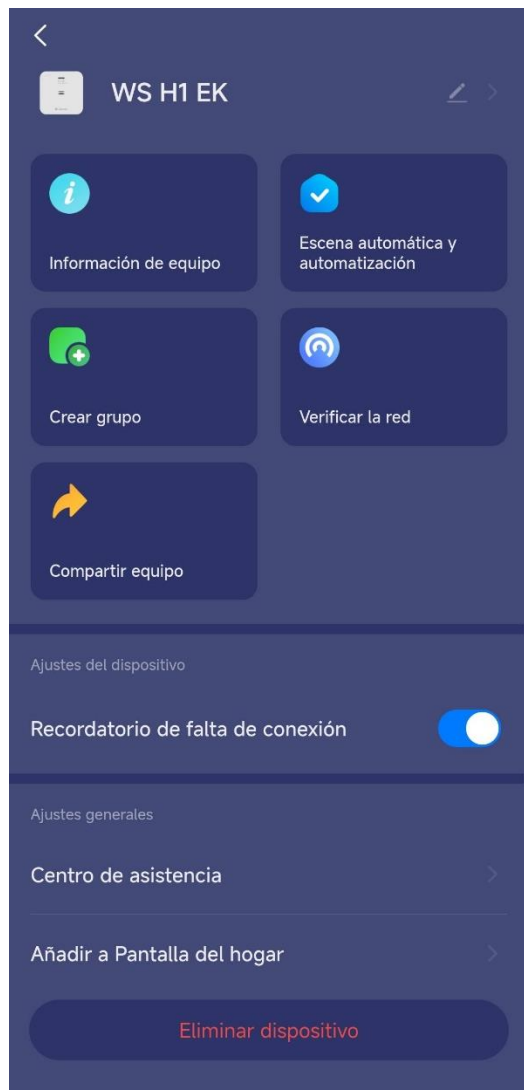 WS H1 EK
Información de equipo
Escena automática y
automatización
Crear grupo
Verificar la red
Compartir equipo
Ajustes del dispositivo
Recordatorio de falta de conexión
Ajustes generales
Centro de asistencia
Añadir a Pantalla del hogar
Eliminar dispositivo